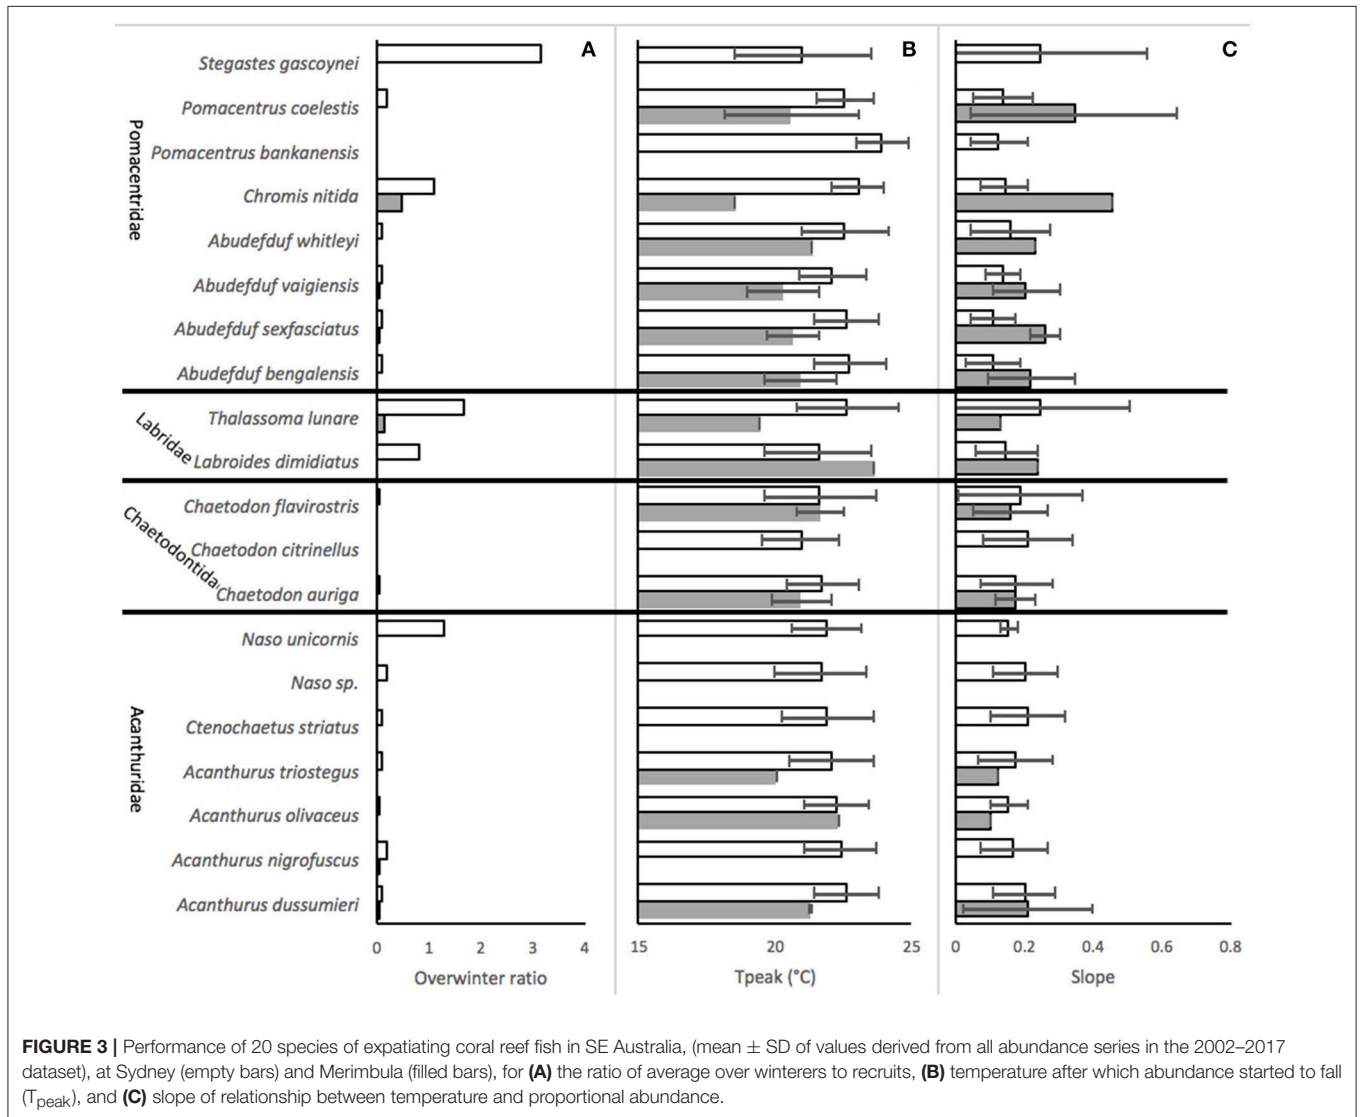 A
B
C
Pomacentridae
Stegastes gascoynei
Pomacentrus coelestis
Pomacentrus bankanensis
Chromis nitida
Abudefduf whitleyi
Abudefduf vaigiensis
Abudefduf sexfasciatus
Abudefduf bengalensis
Labridae
Thalassoma lunare
Labroides dimidiatus
Chaetodontida
Chaetodon flavirostris
Chaetodon citrinellus
Chaetodon auriga
Acanthuridae
Naso unicornis
Naso sp.
Ctenochaetus striatus
Acanthurus triostegus
Acanthurus olivaceus
Acanthurus nigrofuscus
Acanthurus dussumieri
0 1 2 3 4
15 20 25
0 0.2 0.4 0.6 0.8
Overwinter ratio
Tpeak (°C)
Slope
FIGURE 3 | Performance of 20 species of expatiating coral reef fish in SE Australia, (mean ± SD of values derived from all abundance series in the 2002–2017
dataset), at Sydney (empty bars) and Merimbula (filled bars), for (A) the ratio of average over winterers to recruits, (B) temperature after which abundance started to fall
(Tpeak), and (C) slope of relationship between temperature and proportional abundance.